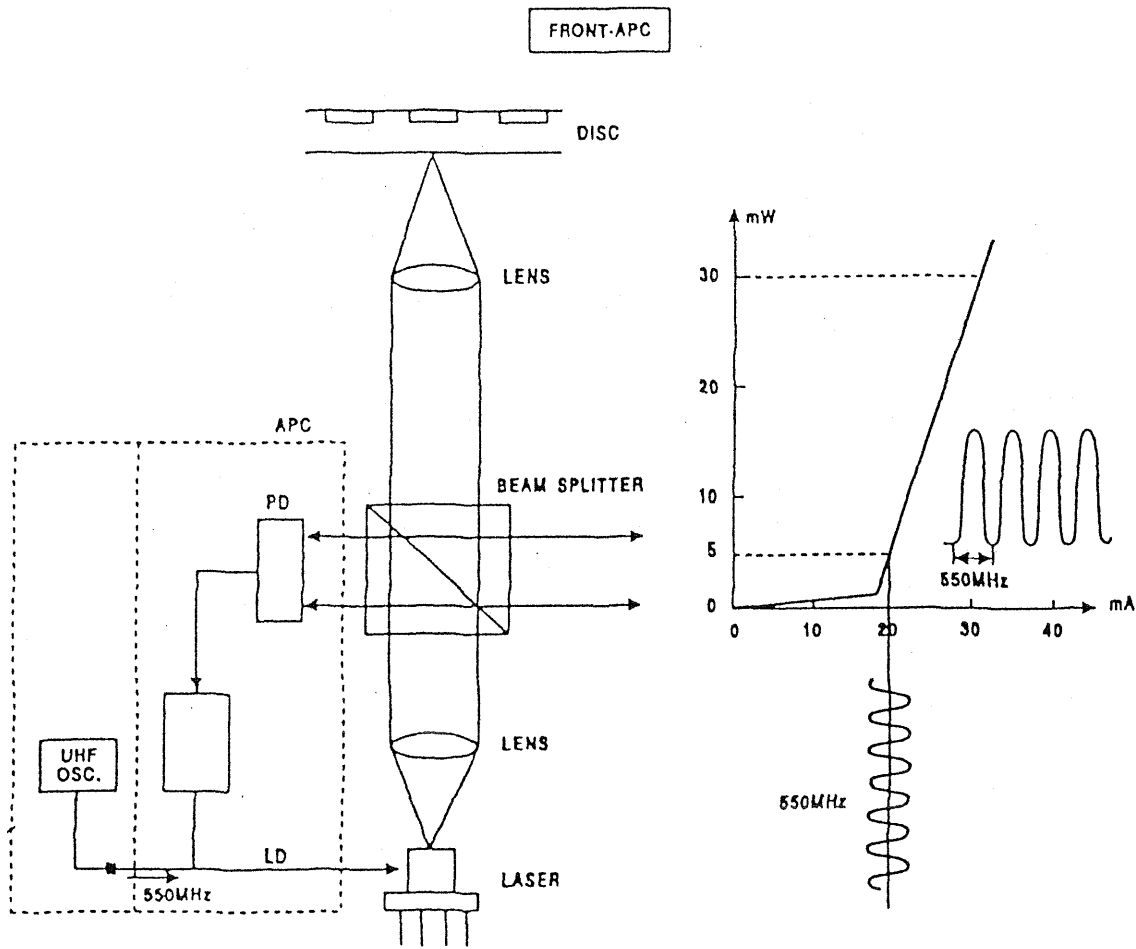 FRONT-APC
DISC
LENS
APC
BEAM SPLITTER
PD
LENS
UHF
OSC.
LD
550MHz
LASER
mW
30
20
10
5
0
0
10
20
30
40
mA
550MHz
550MHz